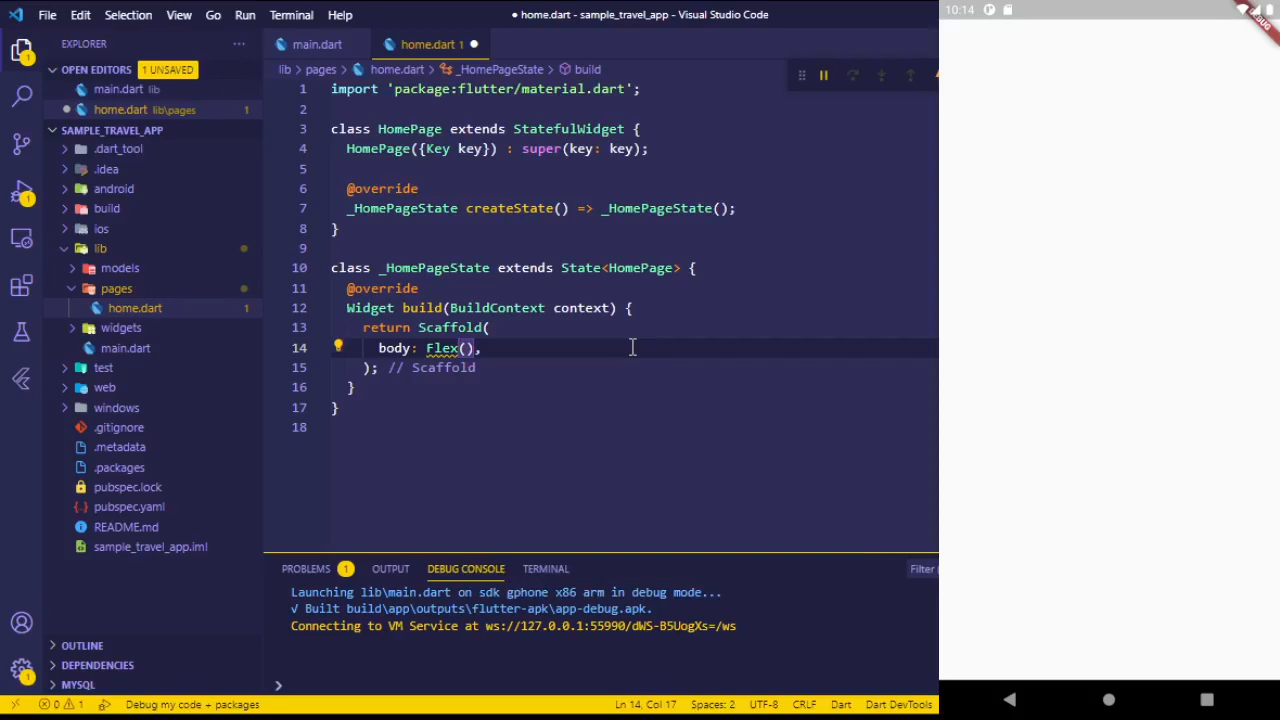 File Edit Selection View Go Run Terminal Help
● home.dart - sample_travel_app - Visual Studio Code
10:14
DEBUG
EXPLORER
OPEN EDITORS 1 UNSAVED
main.dart lib
home.dart lib\pages 1
SAMPLE_TRAVEL_APP
.dart_tool
.idea
android
build
ios
lib
models
pages
home.dart 1
widgets
main.dart
test
web
windows
.gitignore
.metadata
.packages
pubspec.lock
pubspec.yaml
README.md
sample_travel_app.iml
OUTLINE
DEPENDENCIES
MYSQL
main.dart home.dart 1 ●
lib > pages > home.dart > _HomePageState > build
1 import 'package:flutter/material.dart';
2
3 class HomePage extends StatefulWidget {
4 HomePage({Key key}) : super(key: key);
5
6 @override
7 _HomePageState createState() => _HomePageState();
8 }
9
10 class _HomePageState extends State<HomePage> {
11 @override
12 Widget build(BuildContext context) {
13 return Scaffold(
14 body: Flex(),
15 ); // Scaffold
16 }
17 }
18
PROBLEMS 1 OUTPUT DEBUG CONSOLE TERMINAL Filter
Launching lib\main.dart on sdk gphone x86 arm in debug mode...
√ Built build\app\outputs\flutter-apk\app-debug.apk.
Connecting to VM Service at ws://127.0.0.1:55990/dWS-B5UogXs=/ws
>
0 1 Debug my code + packages Ln 14, Col 17 Spaces: 2 UTF-8 CRLF Dart Dart DevTools